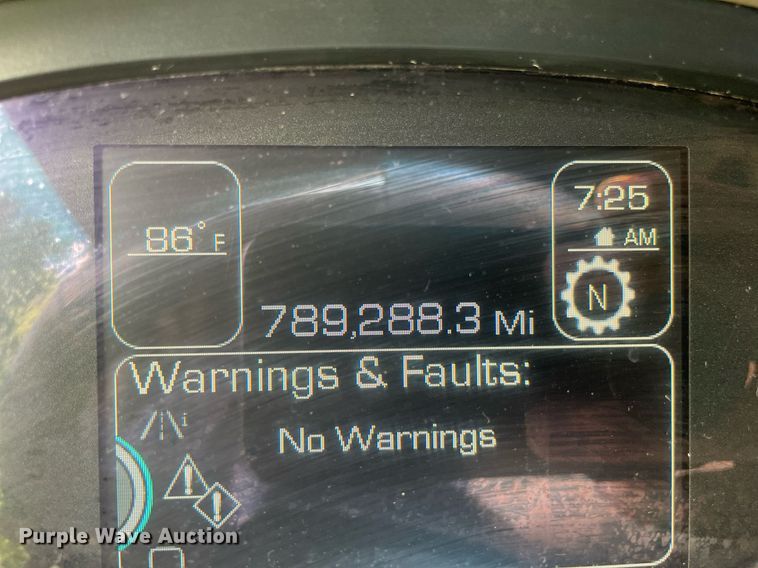 86° F
7:25
AM
N
789,288.3 Mi
Warnings & Faults:
i
No Warnings
! !
Purple Wave Auction